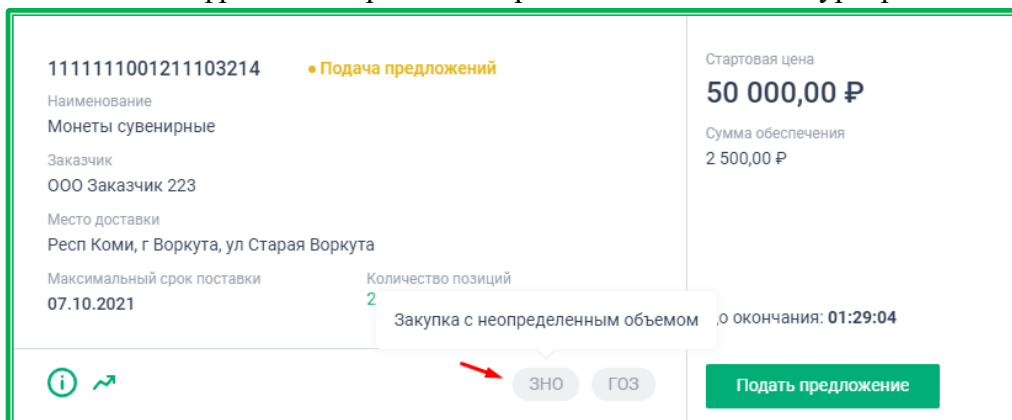 1111111001211103214 • Подача предложений
Наименование
Монеты сувенирные
Заказчик
ООО Заказчик 223
Место доставки
Респ Коми, г Воркута, ул Старая Воркута
Максимальный срок поставки Количество позиций
07.10.2021 2
Закупка с неопределенным объемом
ЗНО ГОЗ
Стартовая цена
50 000,00 ₽
Сумма обеспечения
2 500,00 ₽
окончания: 01:29:04
Подать предложение